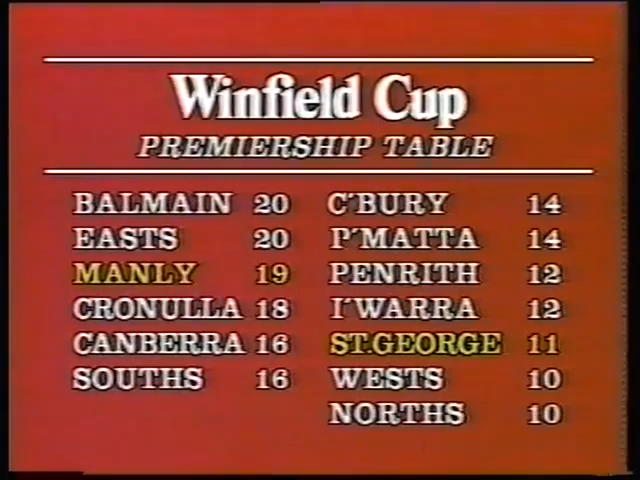 Winfield Cup
PREMIERSHIP TABLE
BALMAIN 20 C'BURY 14
EASTS 20 P'MATTA 14
MANLY 19 PENRITH 12
CRONULLA 18 I'WARRA 12
CANBERRA 16 ST.GEORGE 11
SOUTHS 16 WESTS 10
NORTHS 10